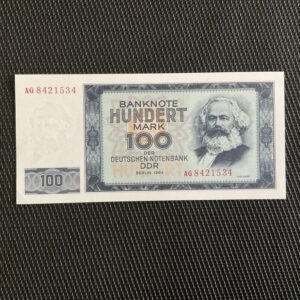 AG 8421534
BANKNOTE
HUNDERT
MARK
100
DER
DEUTSCHEN NOTENBANK
DDR
BERLIN 1964
AG 8421534
100